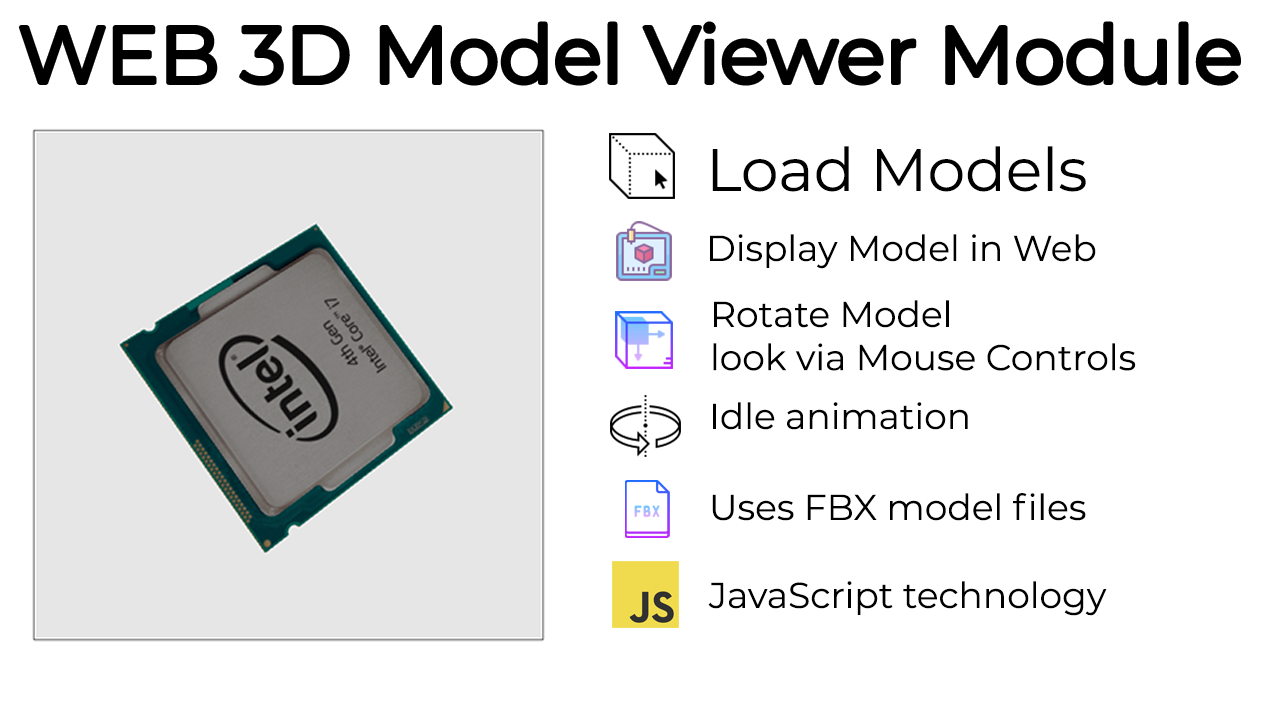 WEB 3D Model Viewer Module
Load Models
Display Model in Web
Rotate Model
look via Mouse Controls
Idle animation
Uses FBX model files
JavaScript technology
FBX
JS
intel®
4th Gen
Intel® Core™ i7